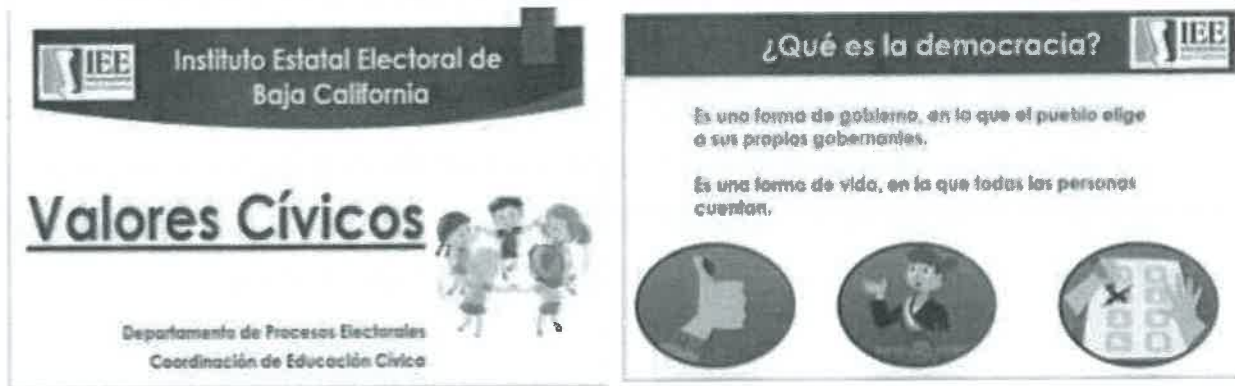 IEE
Instituto Estatal Electoral de
Baja California
Valores Cívicos
Departamento de Procesos Electorales
Coordinación de Educación Cívica
¿Qué es la democracia?
IEE
Es una forma de gobierno, en la que el pueblo elige
a sus propios gobernantes.
Es una forma de vida, en la que todas las personas
cuentan.